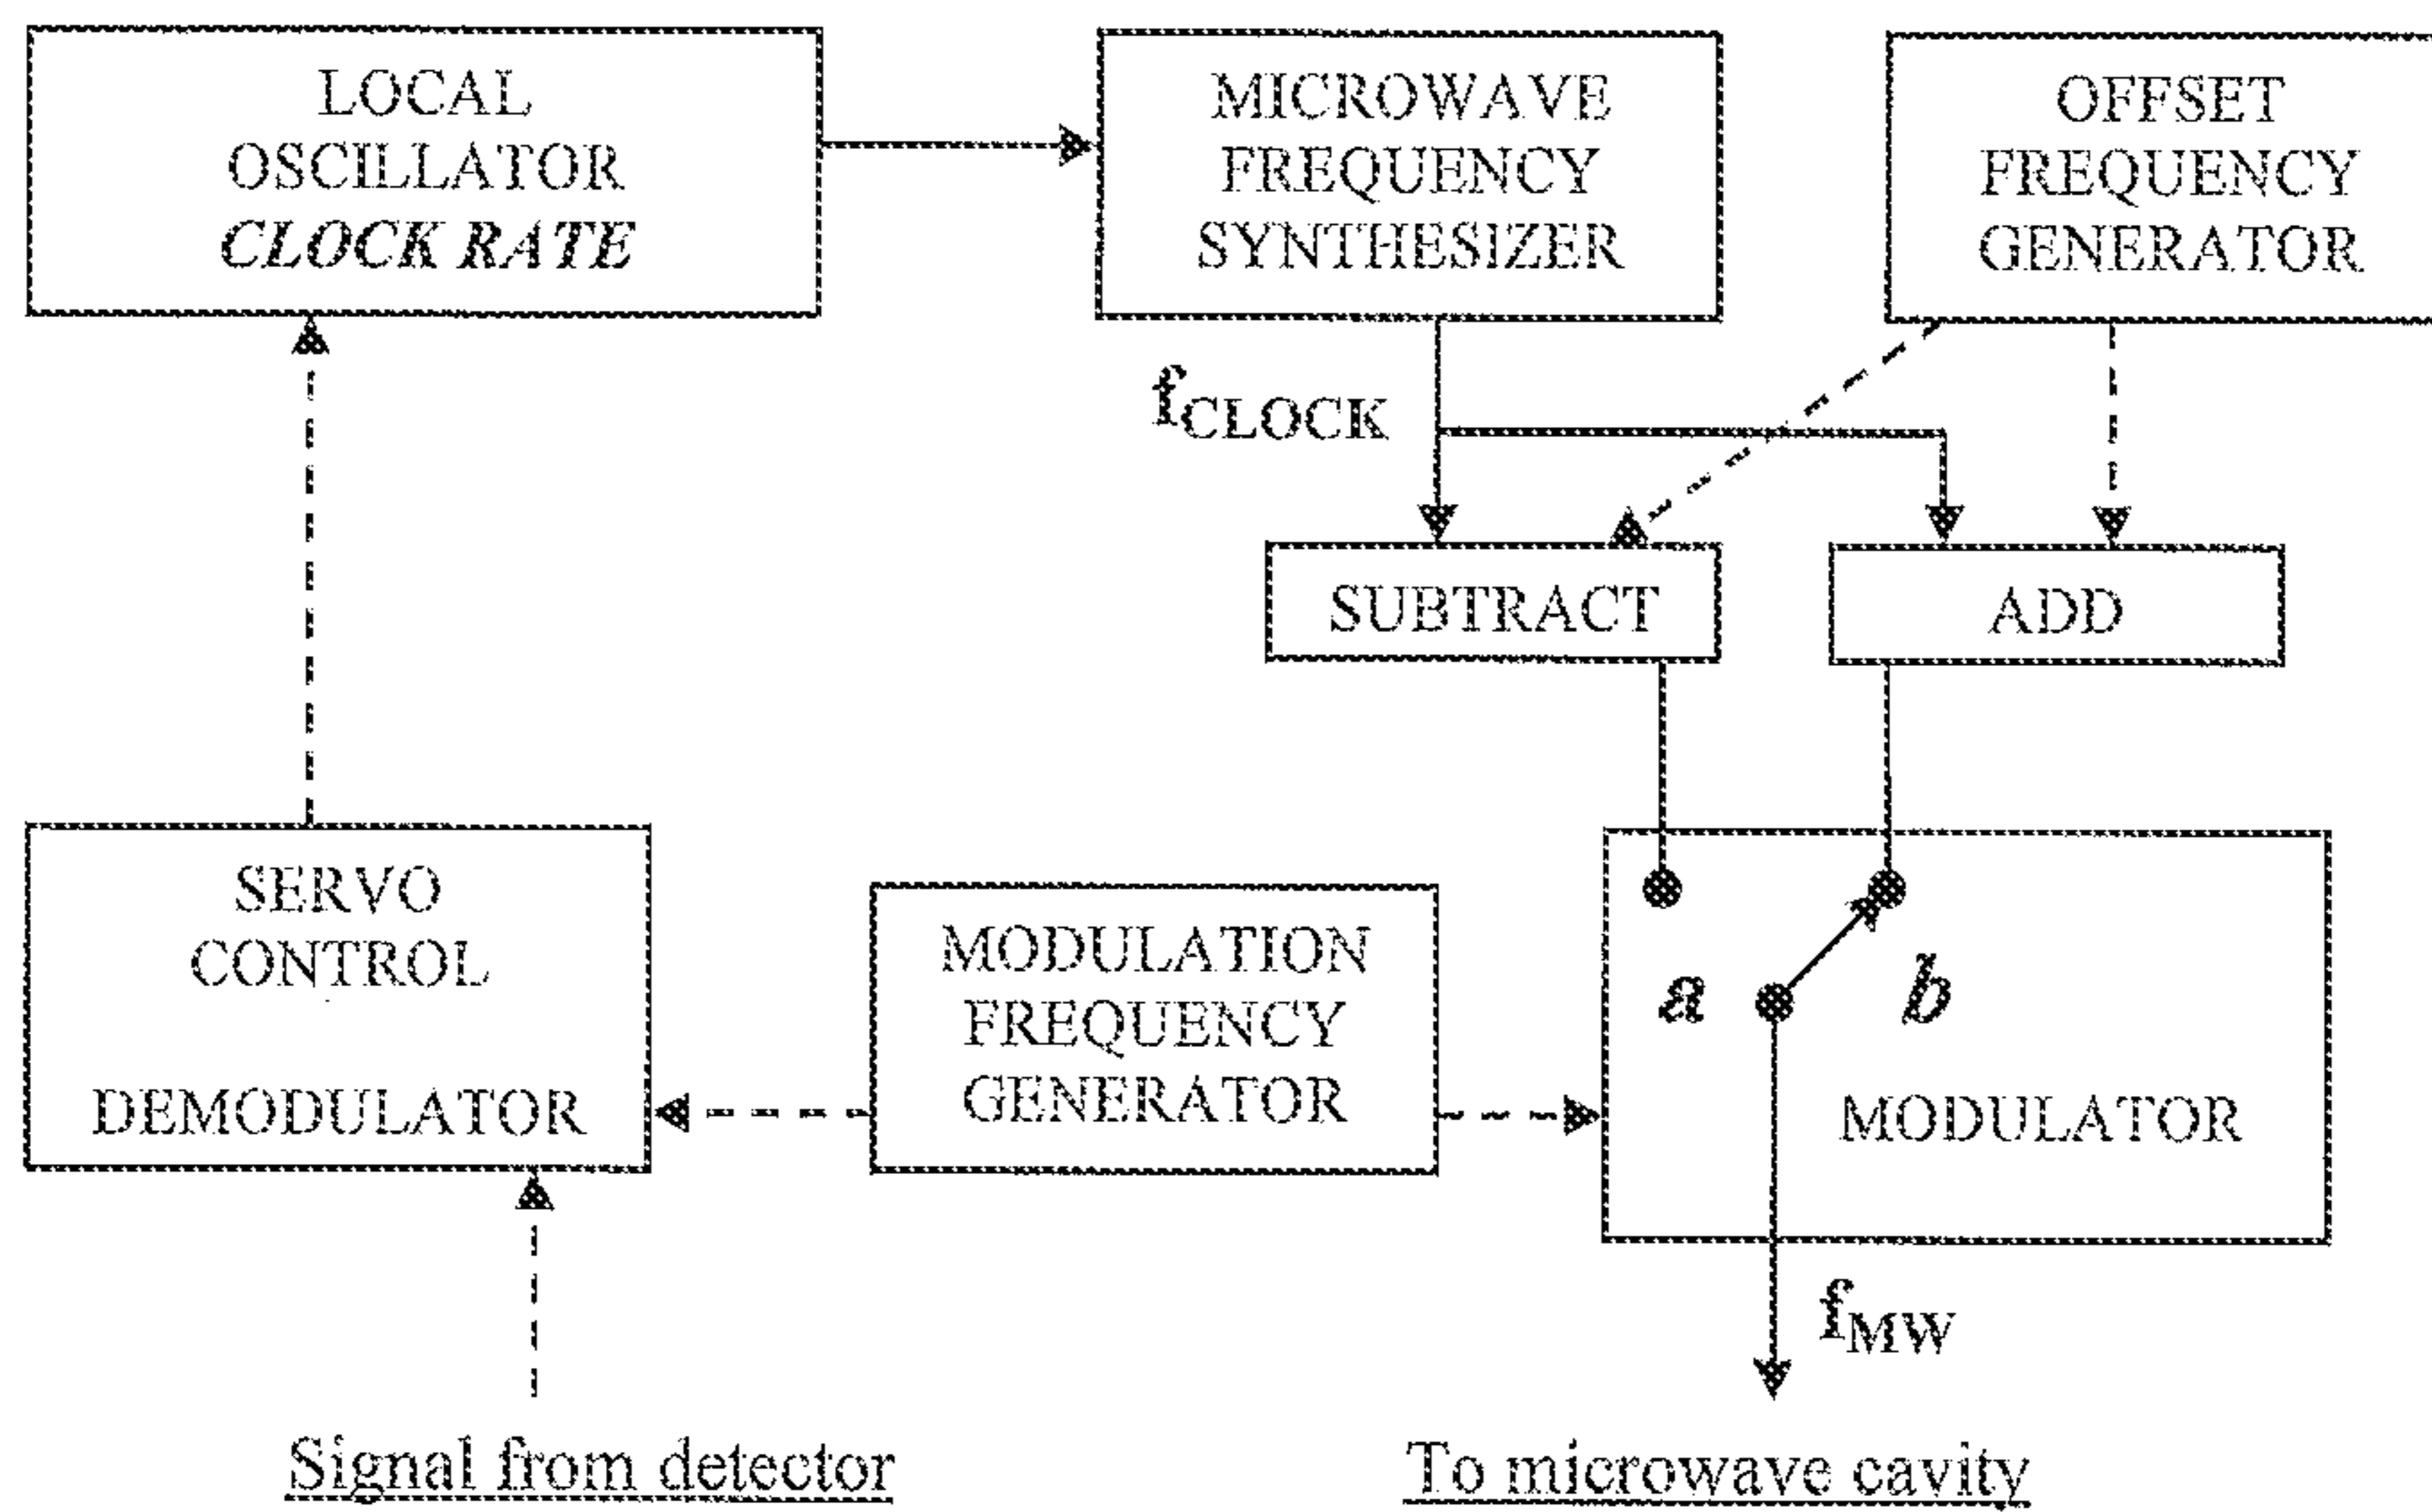 LOCAL
OSCILLATOR
CLOCK RATE
MICROWAVE
FREQUENCY
SYNTHESIZER
OFFSET
FREQUENCY
GENERATOR
fCLOCK
SUBTRACT
ADD
SERVO
CONTROL
DEMODULATOR
MODULATION
FREQUENCY
GENERATOR
a
b
MODULATOR
fMW
Signal from detector
To microwave cavity